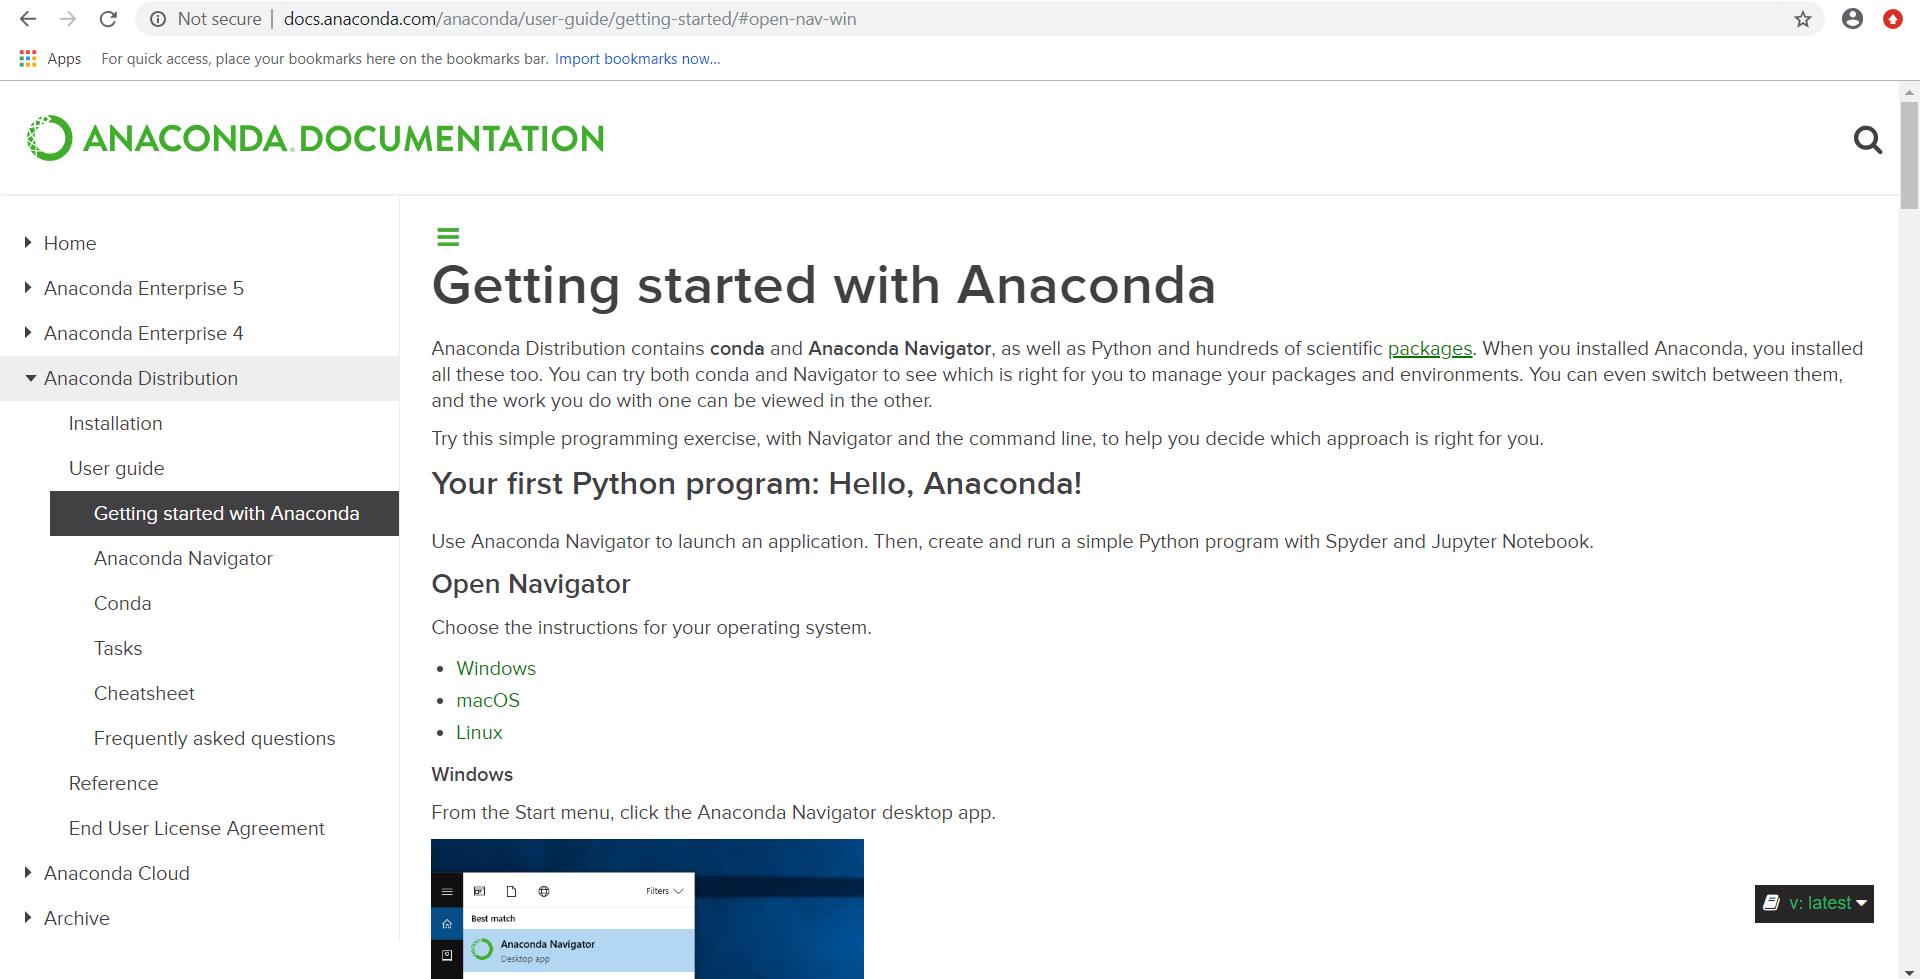 Not secure | docs.anaconda.com/anaconda/user-guide/getting-started/#open-nav-win
Apps For quick access, place your bookmarks here on the bookmarks bar. Import bookmarks now...
ANACONDA DOCUMENTATION
Home
Anaconda Enterprise 5
Anaconda Enterprise 4
Anaconda Distribution
Installation
User guide
Getting started with Anaconda
Anaconda Navigator
Conda
Tasks
Cheatsheet
Frequently asked questions
Reference
End User License Agreement
Anaconda Cloud
Archive
Getting started with Anaconda
Anaconda Distribution contains conda and Anaconda Navigator, as well as Python and hundreds of scientific packages. When you installed Anaconda, you installed
all these too. You can try both conda and Navigator to see which is right for you to manage your packages and environments. You can even switch between them,
and the work you do with one can be viewed in the other.
Try this simple programming exercise, with Navigator and the command line, to help you decide which approach is right for you.
Your first Python program: Hello, Anaconda!
Use Anaconda Navigator to launch an application. Then, create and run a simple Python program with Spyder and Jupyter Notebook.
Open Navigator
Choose the instructions for your operating system.
• Windows
• macOS
• Linux
Windows
From the Start menu, click the Anaconda Navigator desktop app.
Filters
Best match
Anaconda Navigator
Desktop app
v: latest